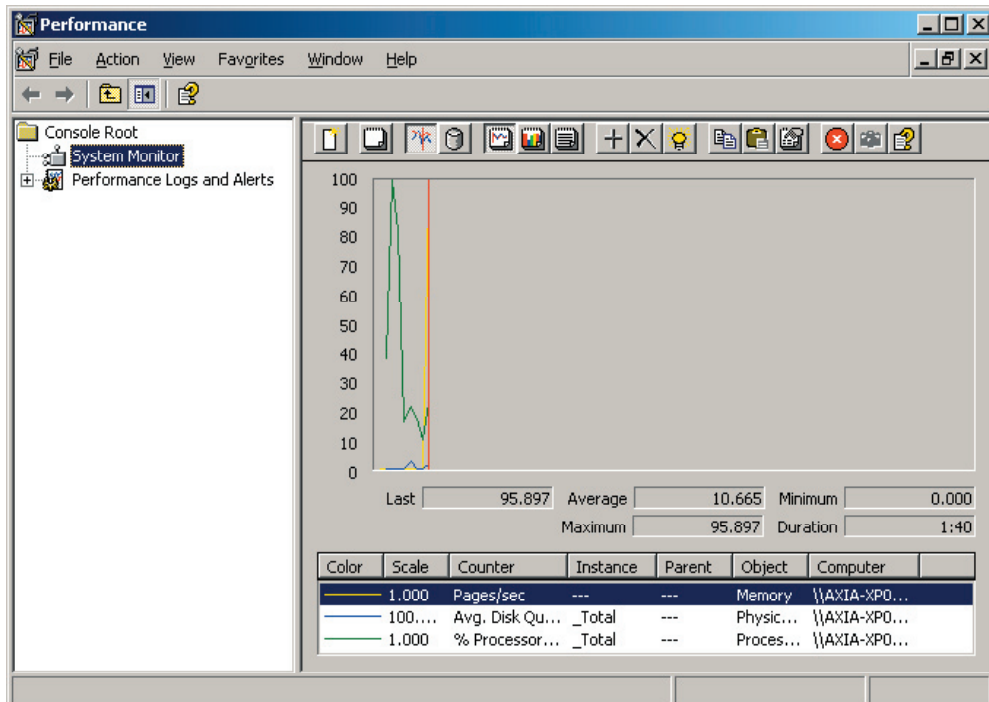 Performance
File Action View Favorites Window Help
Console Root
System Monitor
Performance Logs and Alerts
100
90
80
70
60
50
40
30
20
10
0
Last 95.897 Average 10.665 Minimum 0.000
Maximum 95.897 Duration 1:40
Color Scale Counter Instance Parent Object Computer
1.000 Pages/sec --- --- Memory \\AXIA-XP0...
100.... Avg. Disk Qu... _Total --- Physic... \\AXIA-XP0...
1.000 % Processor... _Total --- Proces... \\AXIA-XP0...